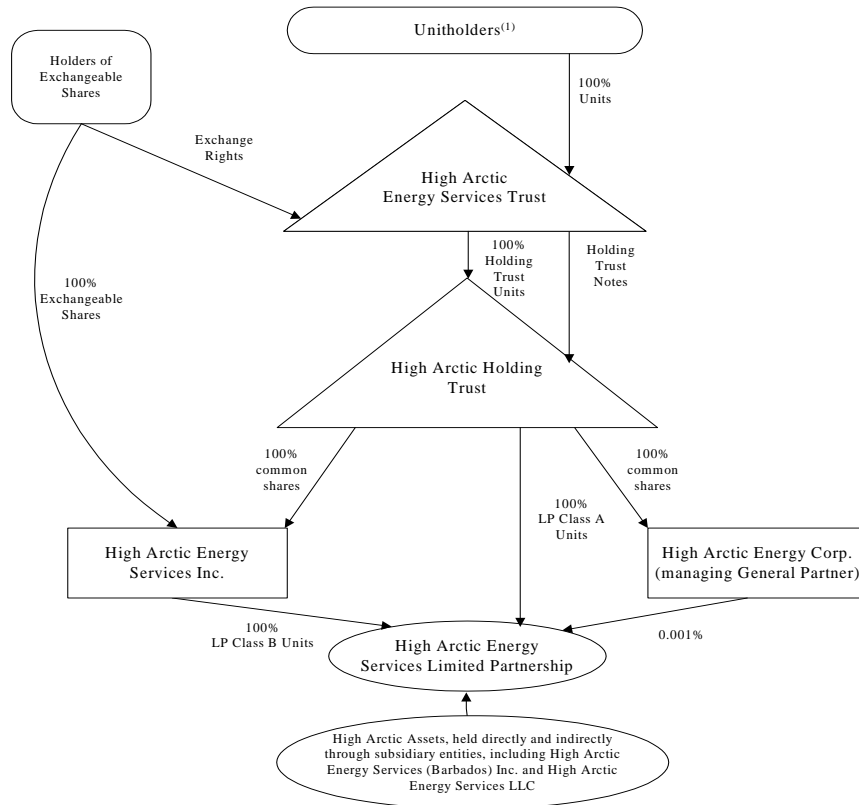 Unitholders(1)
Holders of
Exchangeable
Shares
100%
Units
Exchange
Rights
High Arctic
Energy Services Trust
100%
Holding
Trust
Units
Holding
Trust
Notes
100%
Exchangeable
Shares
High Arctic Holding
Trust
100%
common
shares
100%
LP Class A
Units
100%
common
shares
High Arctic Energy
Services Inc.
High Arctic Energy Corp.
(managing General Partner)
100%
LP Class B Units
High Arctic Energy
Services Limited Partnership
0.001%
High Arctic Assets, held directly and indirectly
through subsidiary entities, including High Arctic
Energy Services (Barbados) Inc. and High Arctic
Energy Services LLC